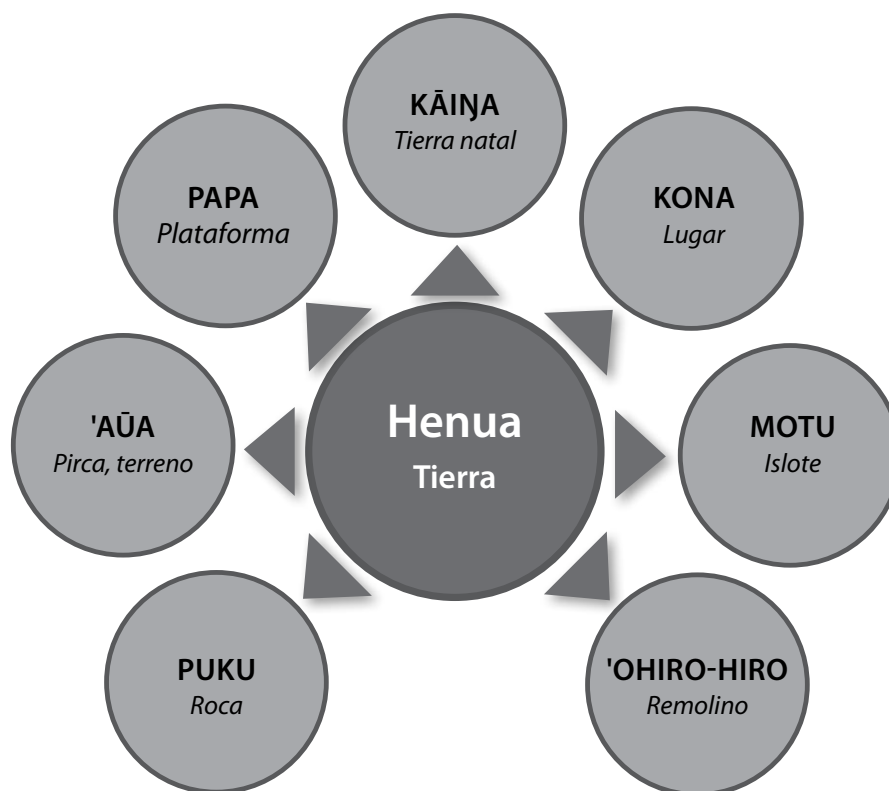 KĀIŊA
Tierra natal
PAPA
Plataforma
KONA
Lugar
'AŪA
Pirca, terreno
Henua
Tierra
MOTU
Islote
PUKU
Roca
'OHIRO-HIRO
Remolino